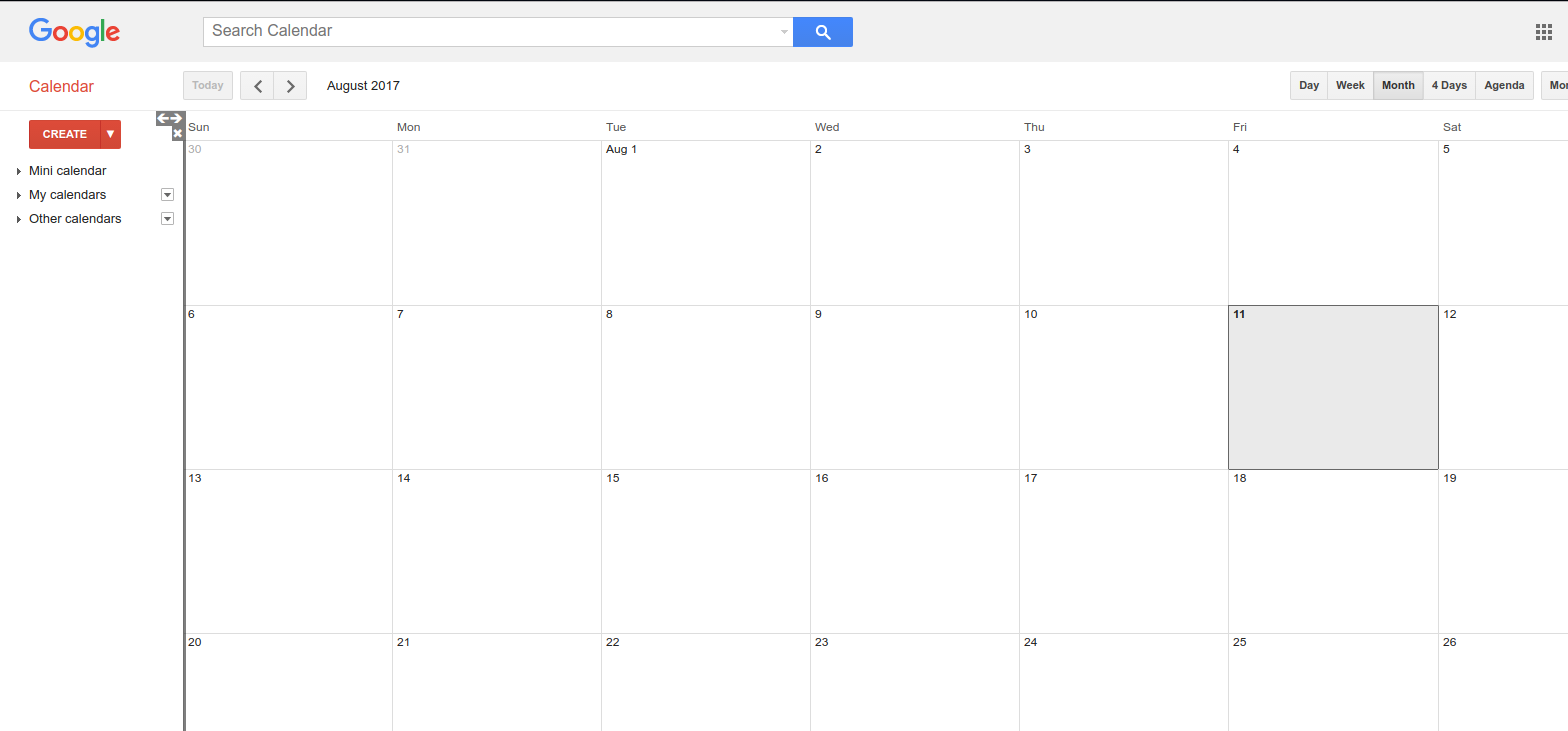 Google
Search Calendar
Calendar
Today
August 2017
Day Week Month 4 Days Agenda Mor
CREATE
Mini calendar
My calendars
Other calendars
Sun Mon Tue Wed Thu Fri Sat
30 31 Aug 1 2 3 4 5
6 7 8 9 10 11 12
13 14 15 16 17 18 19
20 21 22 23 24 25 26